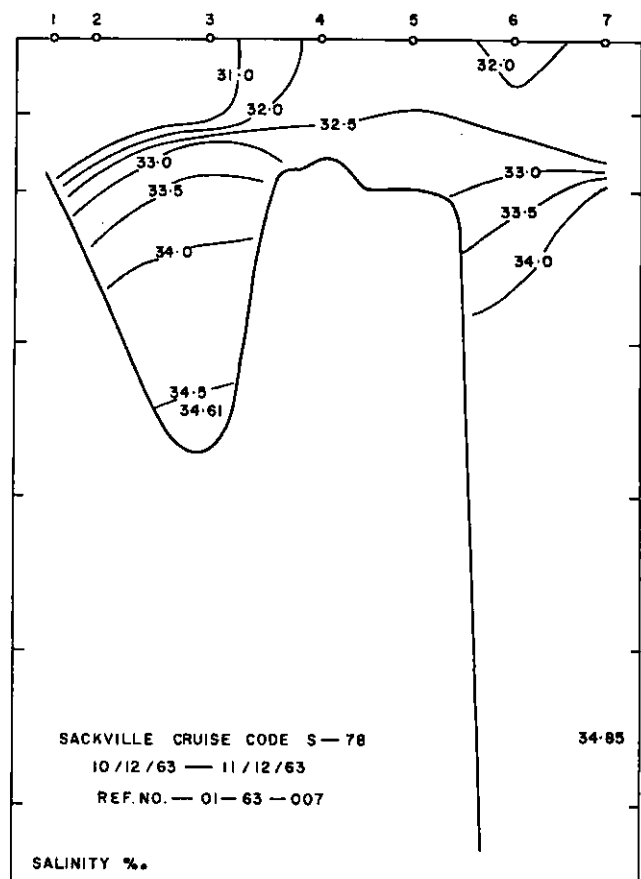 1 2 3 4 5 6 7
31·0
32·0
32·0
32·5
33·0
33·0
33·5
33·5
34·0
34·0
34·5
34·61
SACKVILLE CRUISE CODE S—78
34·85
10/12/63 — 11/12/63
REF. NO. — 01—63—007
SALINITY ‰